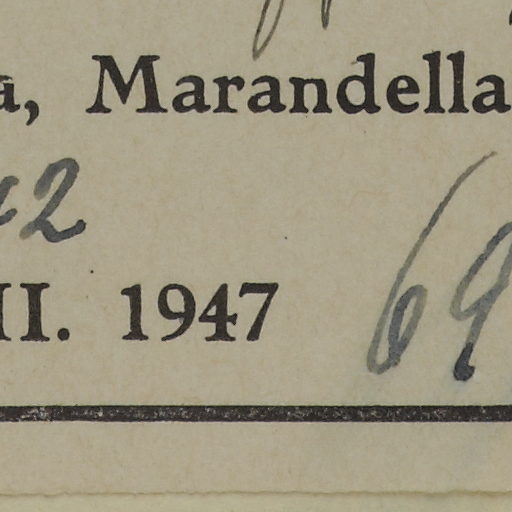 a, Marandella
42
II. 1947 69